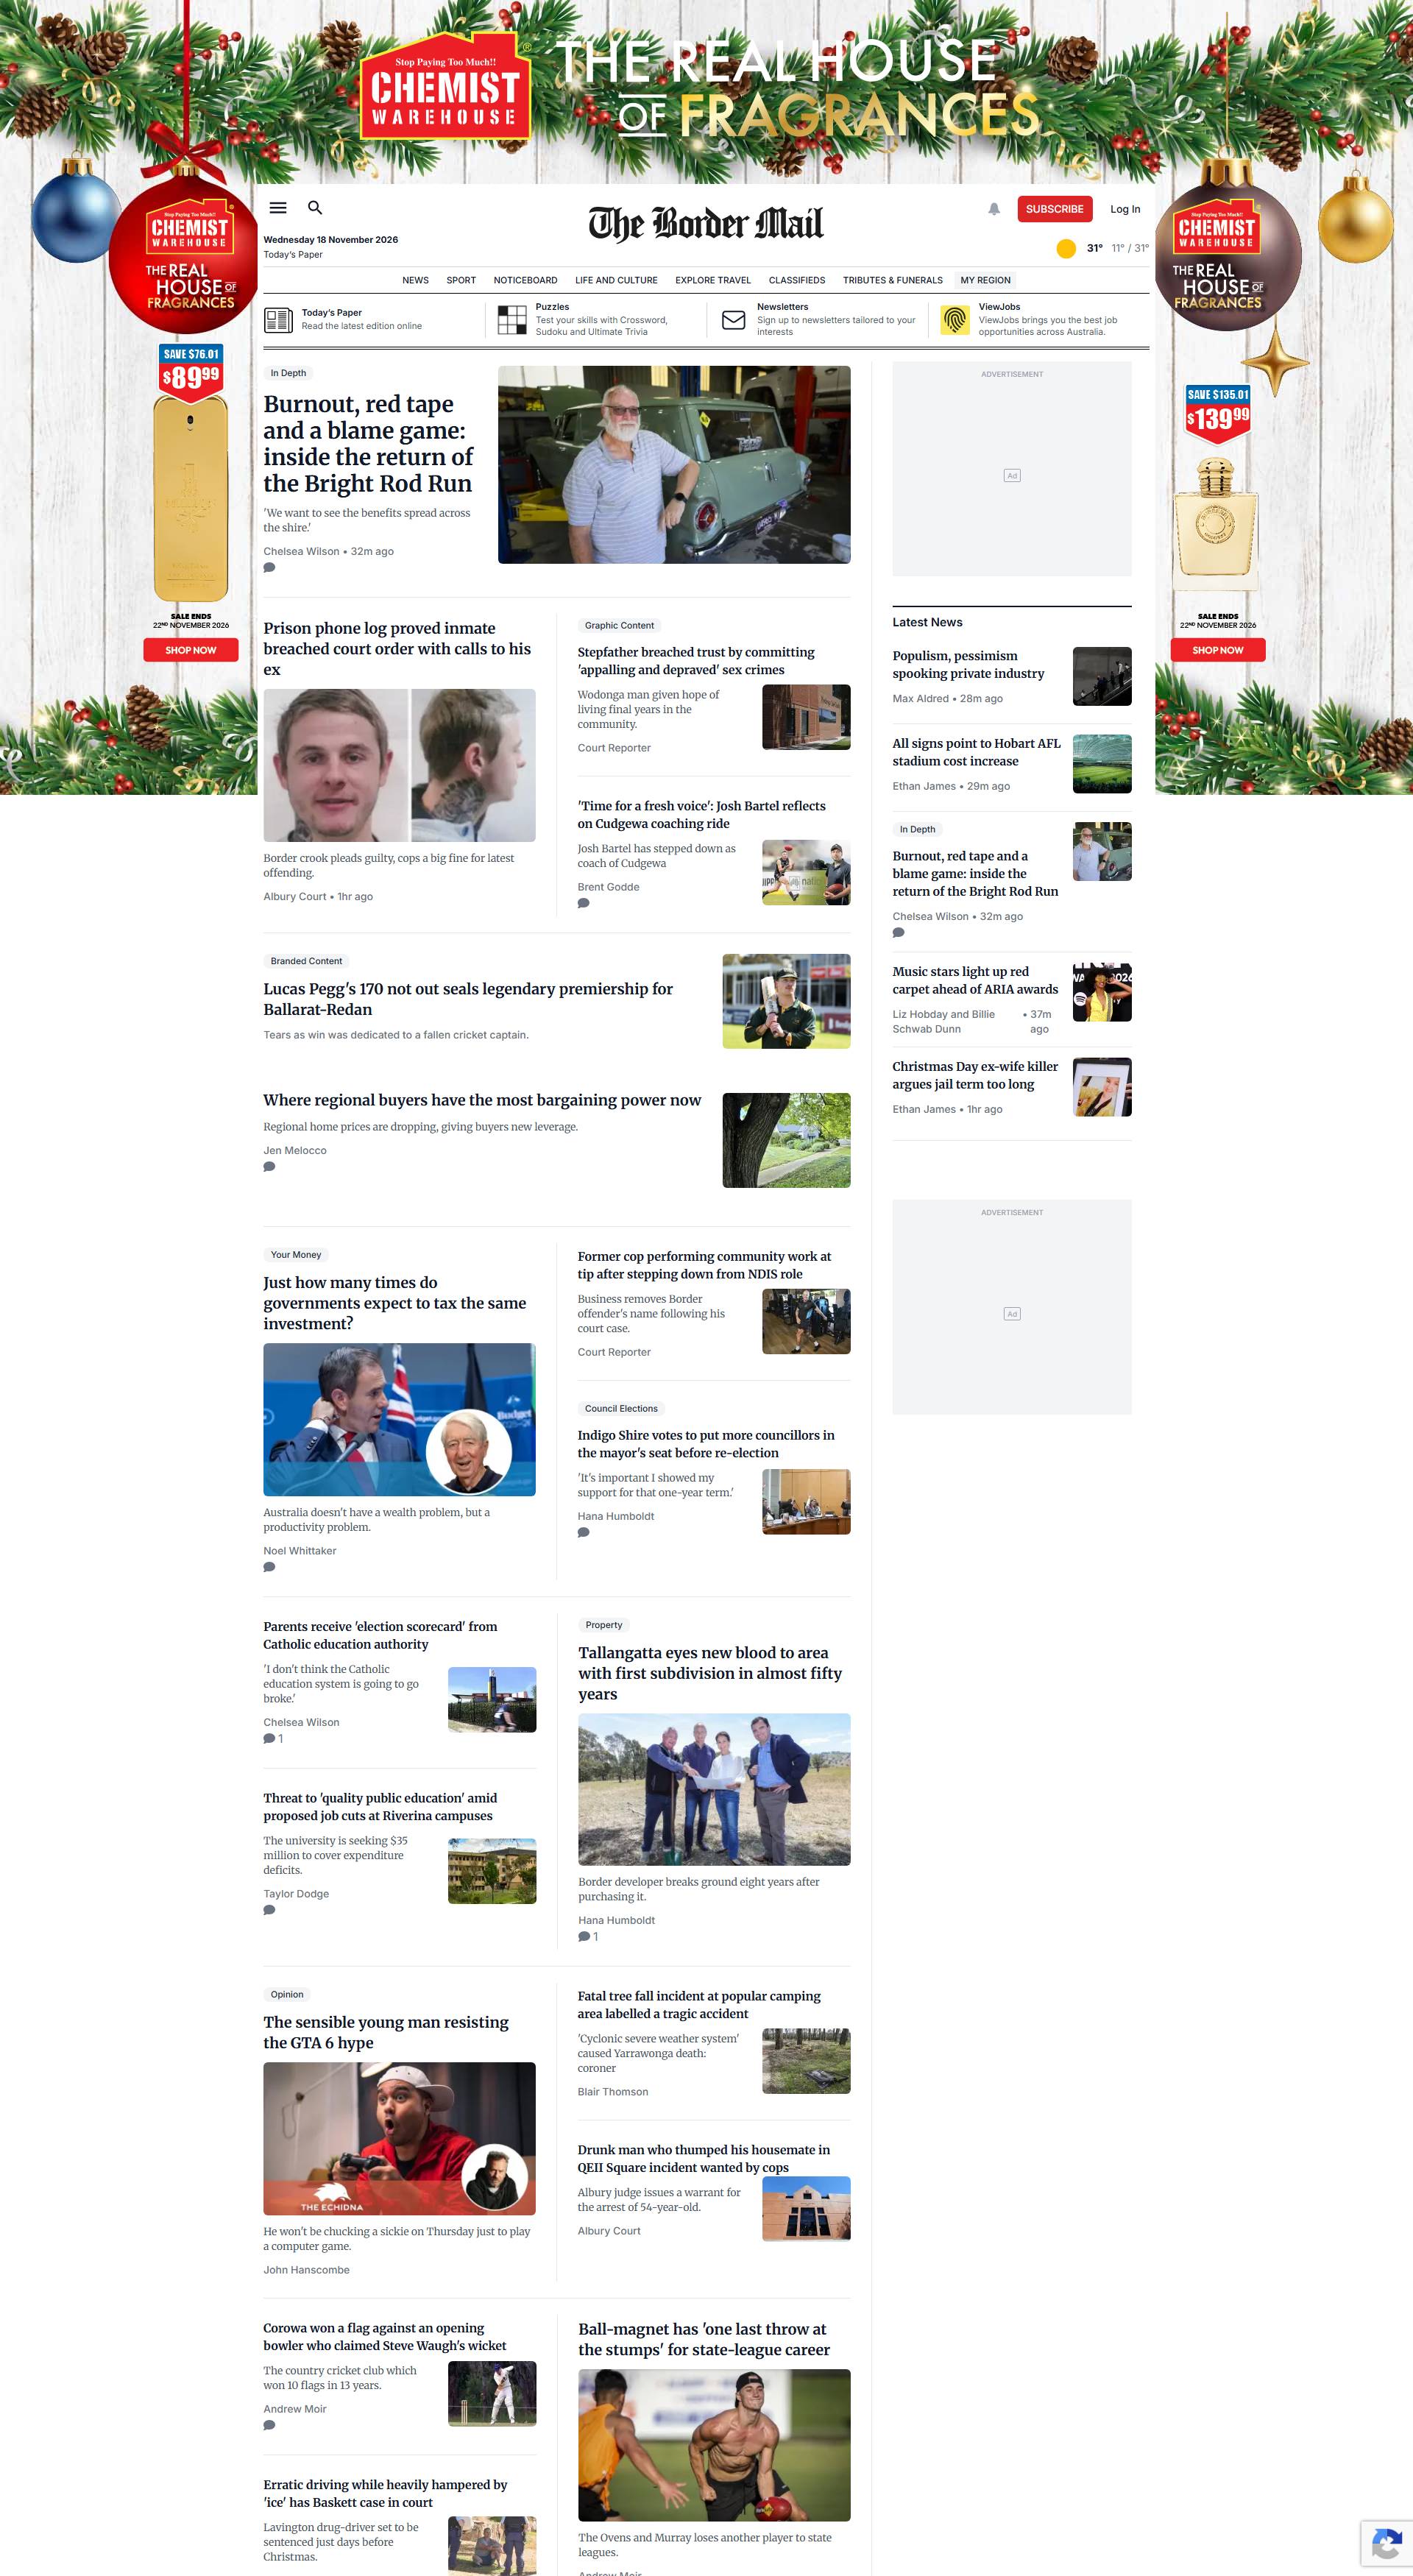 Stop Paying Too Much!!
CHEMIST
WAREHOUSE
THE REAL HOUSE
OF FRAGRANCES
Stop Paying Too Much!!
CHEMIST
WAREHOUSE
THE REAL
HOUSE OF
FRAGRANCES
SAVE $76.01
$89.99
SALE ENDS
22ND NOVEMBER 2026
SHOP NOW
Stop Paying Too Much!!
CHEMIST
WAREHOUSE
THE REAL
HOUSE OF
FRAGRANCES
SAVE $135.01
$139.99
SALE ENDS
22ND NOVEMBER 2026
SHOP NOW
The Border Mail
SUBSCRIBE
Log In
Wednesday 18 November 2026
Today's Paper
31° 11° / 31°
NEWS SPORT NOTICEBOARD LIFE AND CULTURE EXPLORE TRAVEL CLASSIFIEDS TRIBUTES & FUNERALS MY REGION
Today's Paper
Read the latest edition online
Puzzles
Test your skills with Crossword,
Sudoku and Ultimate Trivia
Newsletters
Sign up to newsletters tailored to your
interests
ViewJobs
ViewJobs brings you the best job
opportunities across Australia.
In Depth
Burnout, red tape
and a blame game:
inside the return of
the Bright Rod Run
'We want to see the benefits spread across
the shire.'
Chelsea Wilson • 32m ago
Prison phone log proved inmate
breached court order with calls to his
ex
Border crook pleads guilty, cops a big fine for latest
offending.
Albury Court • 1hr ago
Graphic Content
Stepfather breached trust by committing
'appalling and depraved' sex crimes
Wodonga man given hope of
living final years in the
community.
Court Reporter
'Time for a fresh voice': Josh Bartel reflects
on Cudgewa coaching ride
Josh Bartel has stepped down as
coach of Cudgewa
Brent Godde
Branded Content
Lucas Pegg's 170 not out seals legendary premiership for
Ballarat-Redan
Tears as win was dedicated to a fallen cricket captain.
Where regional buyers have the most bargaining power now
Regional home prices are dropping, giving buyers new leverage.
Jen Melocco
Your Money
Just how many times do
governments expect to tax the same
investment?
Budget
Australia doesn't have a wealth problem, but a
productivity problem.
Noel Whittaker
Former cop performing community work at
tip after stepping down from NDIS role
Business removes Border
offender's name following his
court case.
Court Reporter
Council Elections
Indigo Shire votes to put more councillors in
the mayor's seat before re-election
'It's important I showed my
support for that one-year term.'
Hana Humboldt
Parents receive 'election scorecard' from
Catholic education authority
'I don't think the Catholic
education system is going to go
broke.'
Chelsea Wilson
1
Threat to 'quality public education' amid
proposed job cuts at Riverina campuses
The university is seeking $35
million to cover expenditure
deficits.
Taylor Dodge
Property
Tallangatta eyes new blood to area
with first subdivision in almost fifty
years
Border developer breaks ground eight years after
purchasing it.
Hana Humboldt
1
Opinion
The sensible young man resisting
the GTA 6 hype
THE ECHIDNA
He won't be chucking a sickie on Thursday just to play
a computer game.
John Hanscombe
Fatal tree fall incident at popular camping
area labelled a tragic accident
'Cyclonic severe weather system'
caused Yarrawonga death:
coroner
Blair Thomson
Drunk man who thumped his housemate in
QEII Square incident wanted by cops
Albury judge issues a warrant for
the arrest of 54-year-old.
Albury Court
Corowa won a flag against an opening
bowler who claimed Steve Waugh's wicket
The country cricket club which
won 10 flags in 13 years.
Andrew Moir
Erratic driving while heavily hampered by
'ice' has Baskett case in court
Lavington drug-driver set to be
sentenced just days before
Christmas.
Ball-magnet has 'one last throw at
the stumps' for state-league career
The Ovens and Murray loses another player to state
leagues.
Andrew Moir
ADVERTISEMENT
Ad
Latest News
Populism, pessimism
spooking private industry
Max Aldred • 28m ago
All signs point to Hobart AFL
stadium cost increase
Ethan James • 29m ago
In Depth
Burnout, red tape and a
blame game: inside the
return of the Bright Rod Run
Chelsea Wilson • 32m ago
Music stars light up red
carpet ahead of ARIA awards
Liz Hobday and Billie
Schwab Dunn
• 37m
ago
Christmas Day ex-wife killer
argues jail term too long
Ethan James • 1hr ago
ADVERTISEMENT
Ad